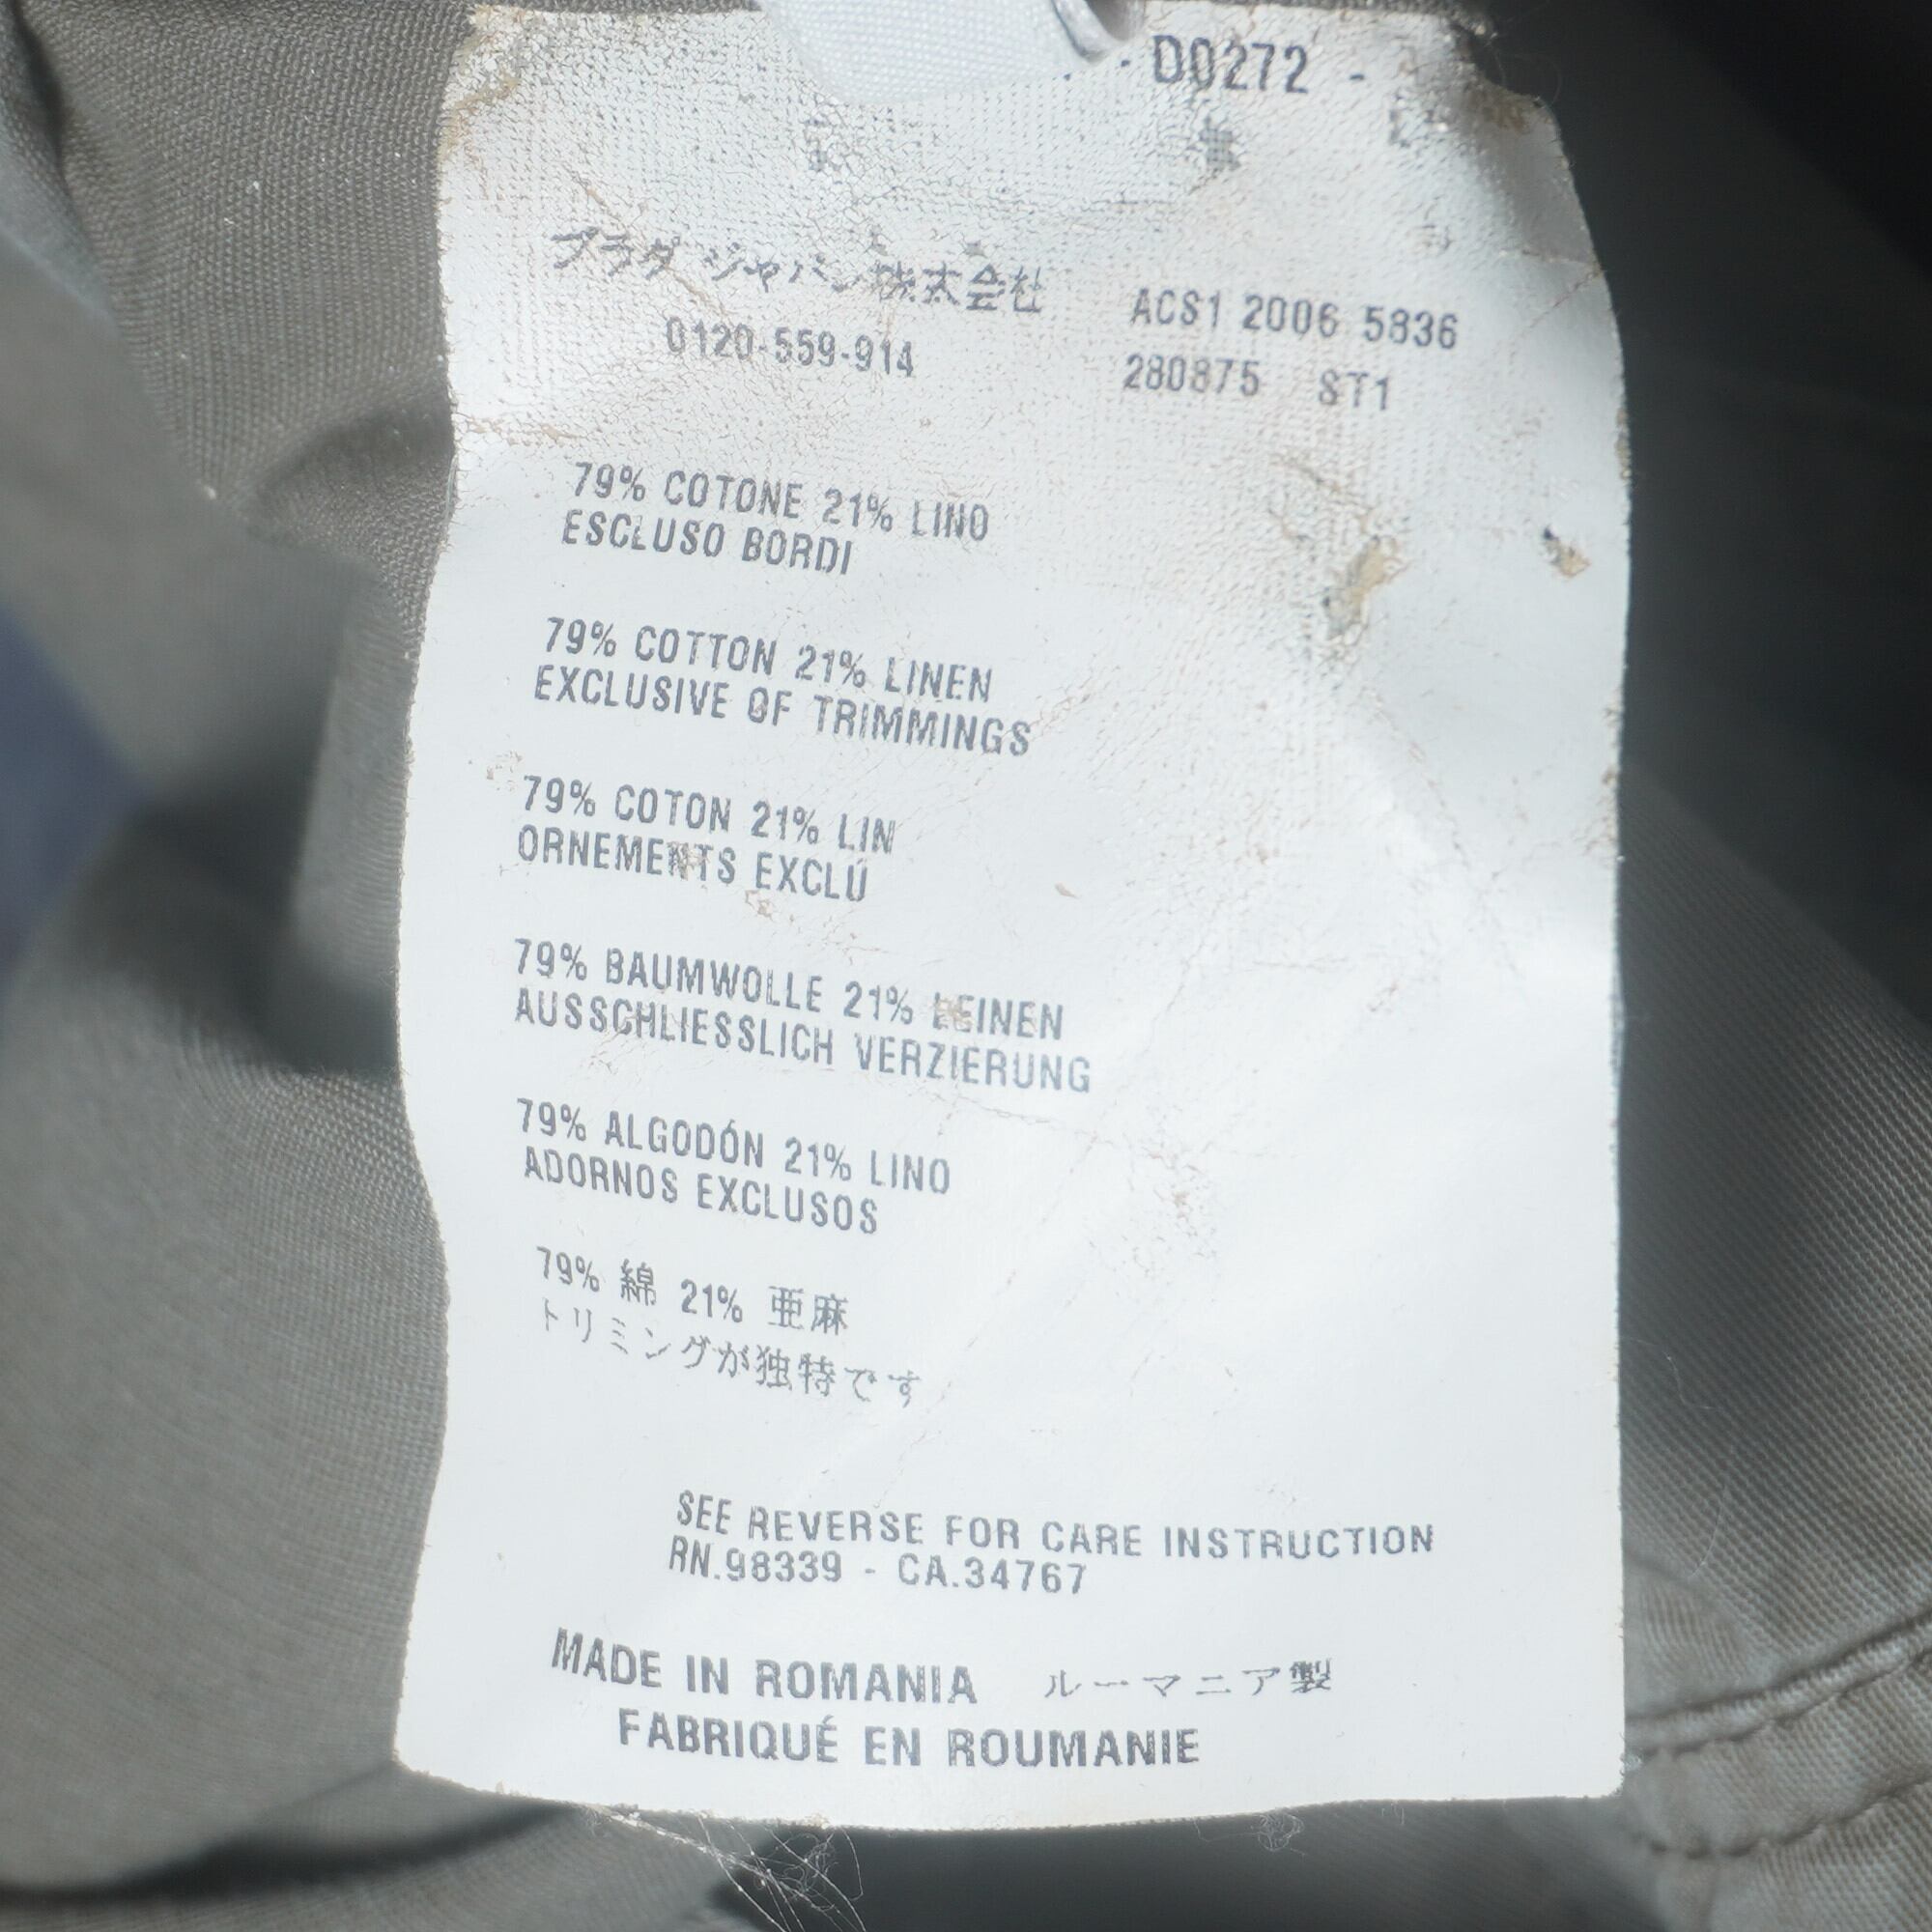 - D0272 -
プラダ ジャパン株式会社
0120-559-914
ACS1 2006 5836
280875 ST1
79% COTONE 21% LINO
ESCLUSO BORDI
79% COTTON 21% LINEN
EXCLUSIVE OF TRIMMINGS
79% COTON 21% LIN
ORNEMENTS EXCLÚ
79% BAUMWOLLE 21% LEINEN
AUSSCHLIESSLICH VERZIERUNG
79% ALGODÓN 21% LINO
ADORNOS EXCLUSOS
79% 綿 21% 亜麻
トリミングが独特です
SEE REVERSE FOR CARE INSTRUCTION
RN.98339 - CA.34767
MADE IN ROMANIA ルーマニア製
FABRIQUÉ EN ROUMANIE